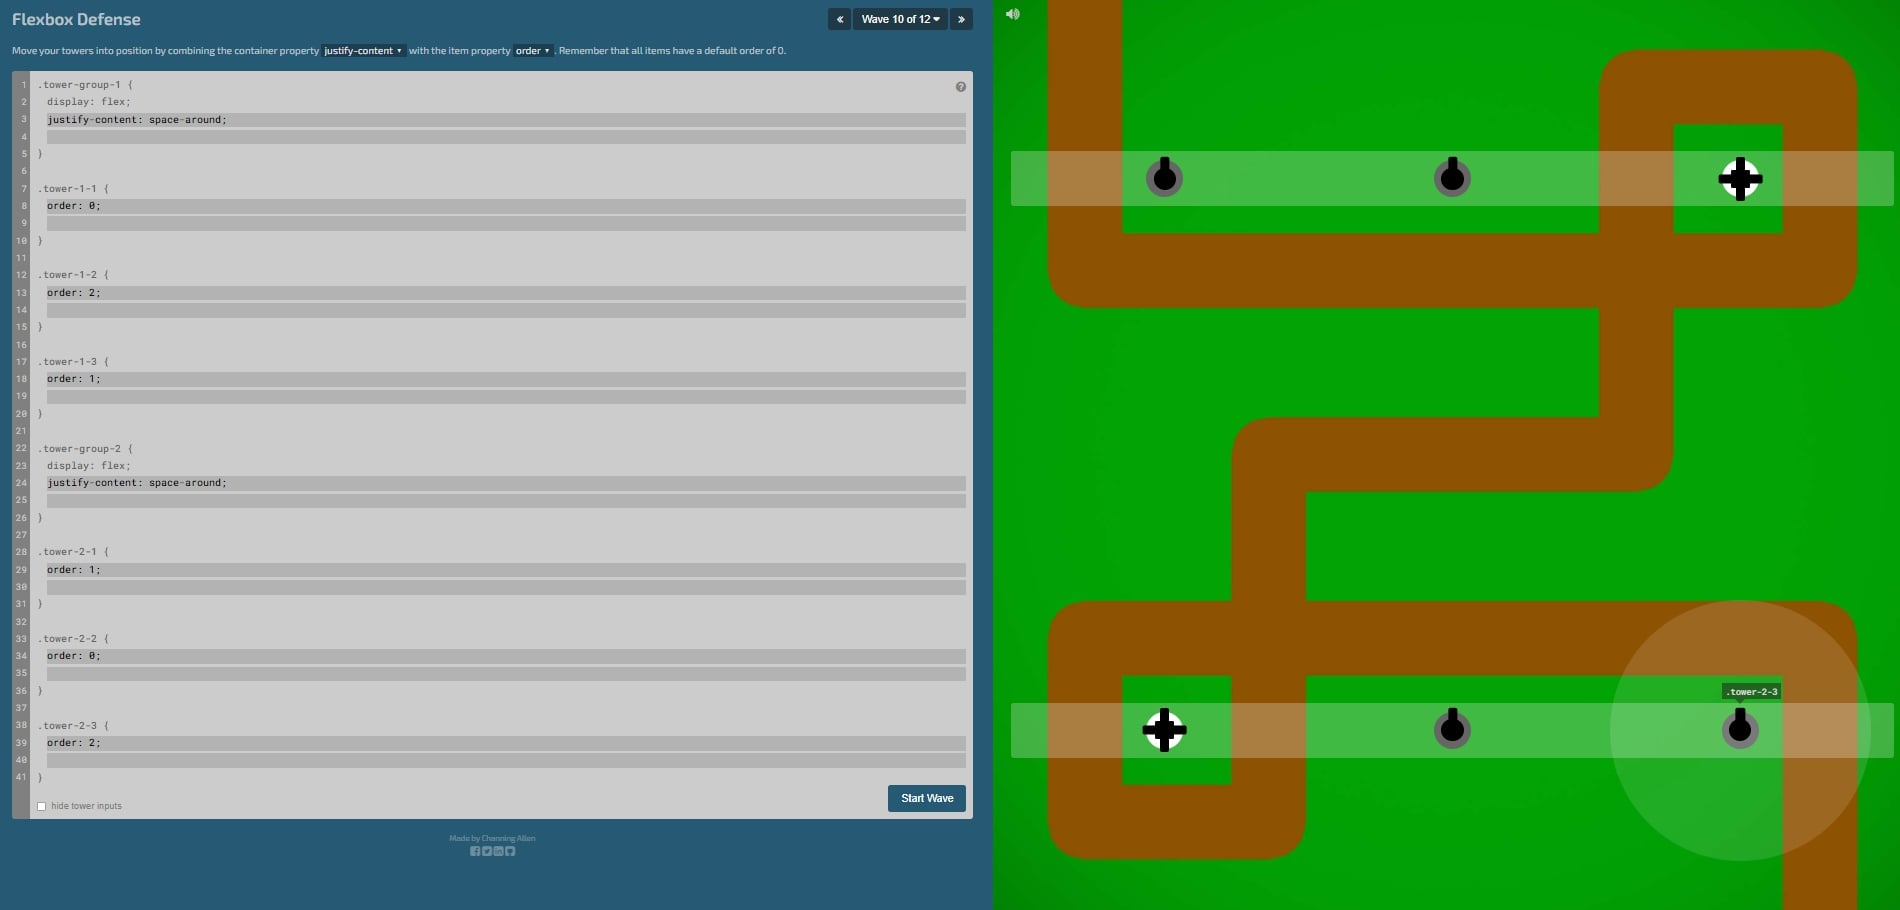 Flexbox Defense
« Wave 10 of 12 »
Move your towers into position by combining the container property justify-content with the item property order . Remember that all items have a default order of 0.
1 .tower-group-1 {
2 display: flex;
3 justify-content: space-around;
4
5 }
6
7 .tower-1-1 {
8 order: 0;
9
10 }
11
12 .tower-1-2 {
13 order: 2;
14
15 }
16
17 .tower-1-3 {
18 order: 1;
19
20 }
21
22 .tower-group-2 {
23 display: flex;
24 justify-content: space-around;
25
26 }
27
28 .tower-2-1 {
29 order: 1;
30
31 }
32
33 .tower-2-2 {
34 order: 0;
35
36 }
37
38 .tower-2-3 {
39 order: 2;
40
41 }
hide tower inputs
Start Wave
Made by Channing Allen
.tower-2-3